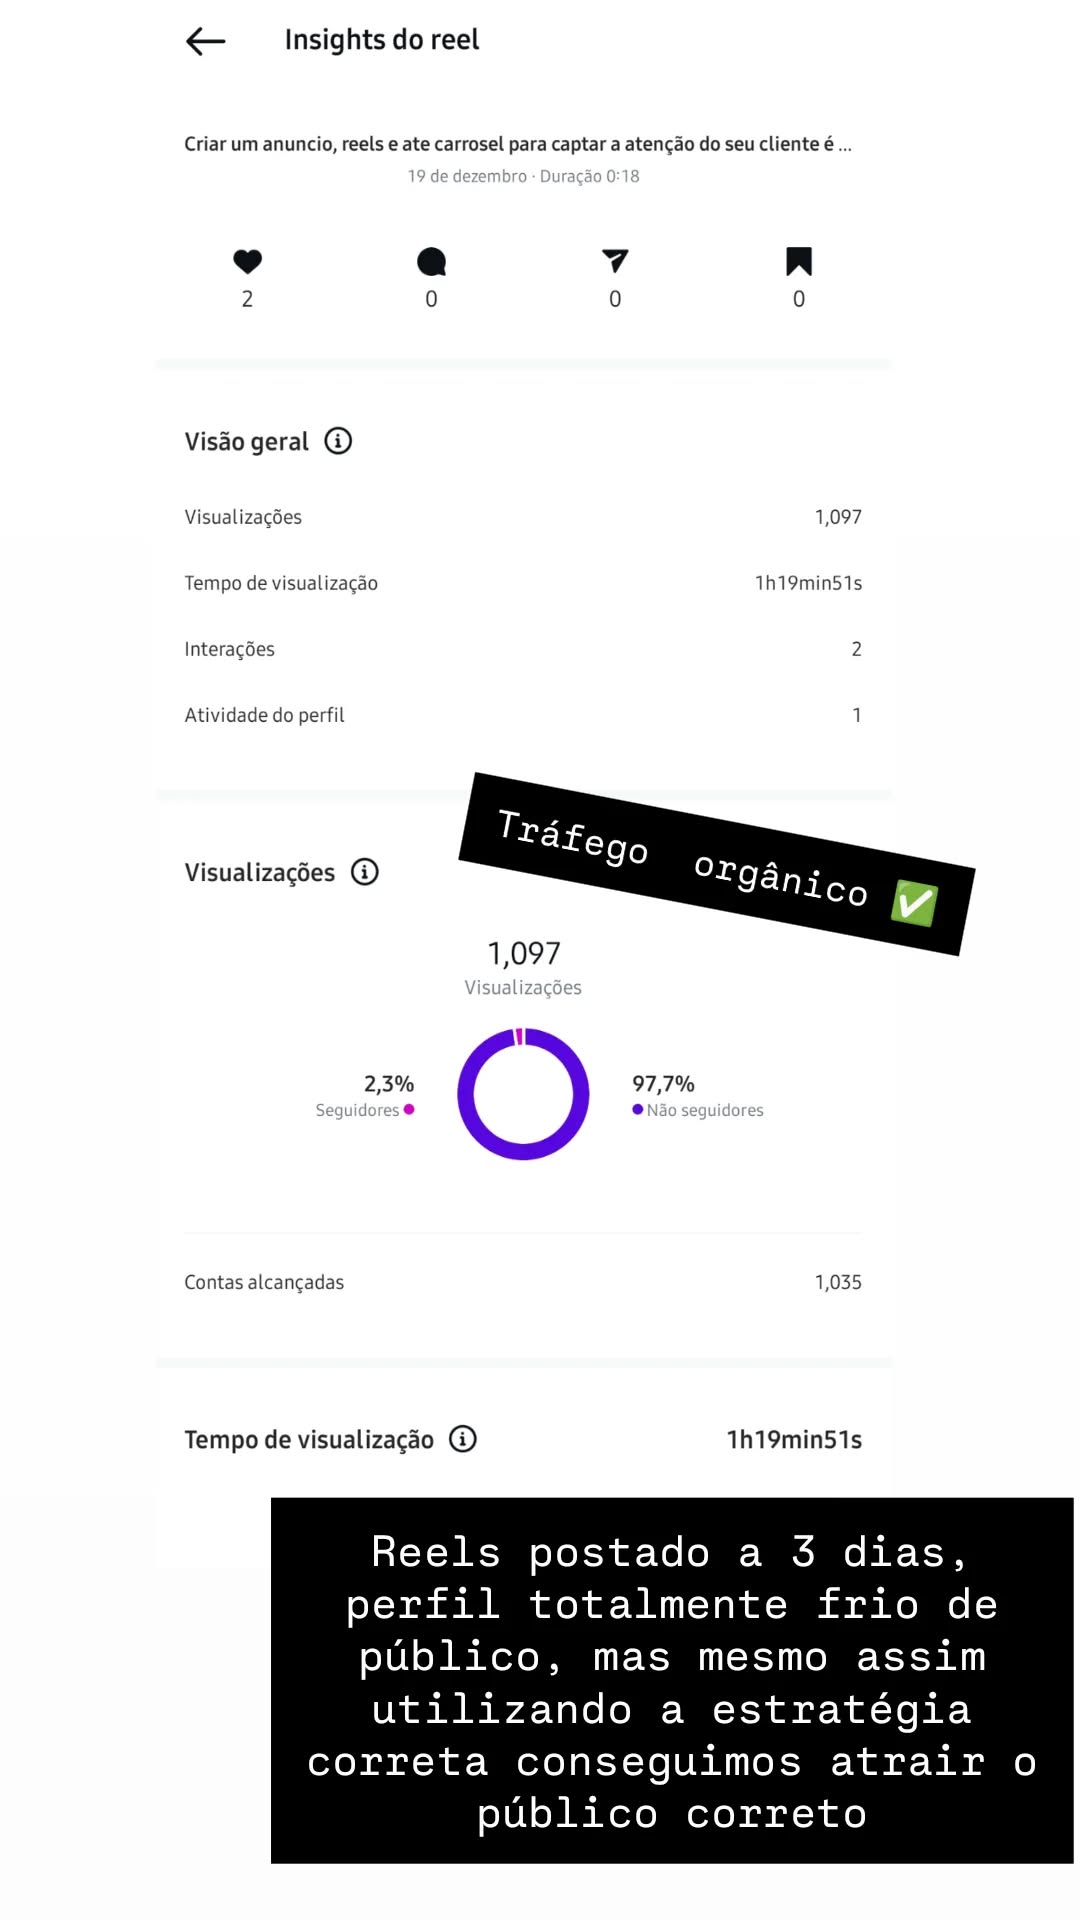 Insights do reel
Criar um anuncio, reels e ate carrosel para captar a atenção do seu cliente é ...
19 de dezembro · Duração 0:18
2 0 0 0
Visão geral
Visualizações 1,097
Tempo de visualização 1h19min51s
Interações 2
Atividade do perfil 1
Tráfego orgânico ✅
Visualizações
1,097
Visualizações
2,3% 97,7%
Seguidores Não seguidores
Contas alcançadas 1,035
Tempo de visualização 1h19min51s
Reels postado a 3 dias,
perfil totalmente frio de
público, mas mesmo assim
utilizando a estratégia
correta conseguimos atrair o
público correto